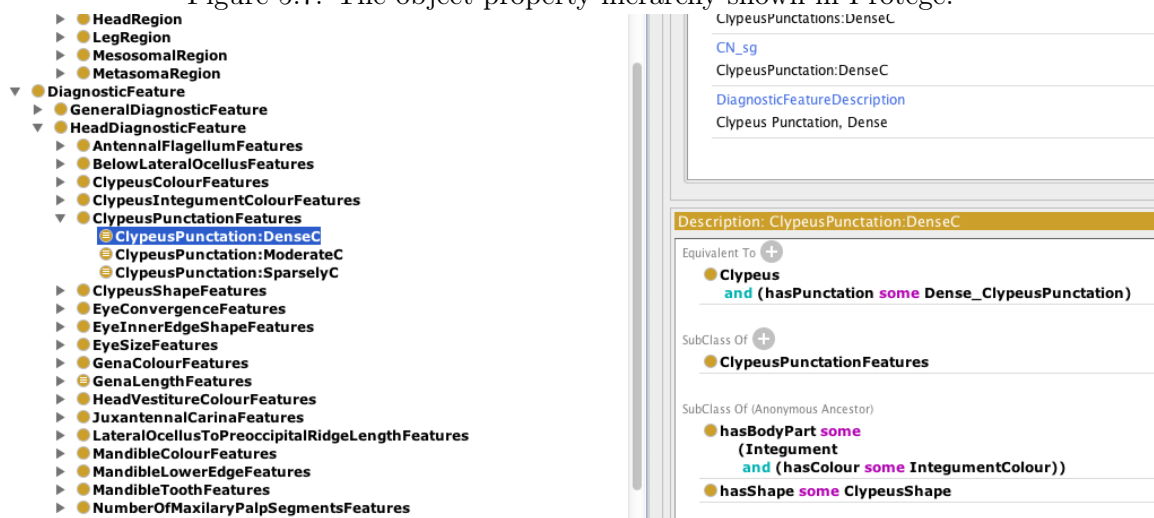 Figure 3.7: The object property hierarchy shown in Protégé.
HeadRegion
LegRegion
MesosomalRegion
MetasomaRegion
DiagnosticFeature
GeneralDiagnosticFeature
HeadDiagnosticFeature
AntennalFlagellumFeatures
BelowLateralOcellusFeatures
ClypeusColourFeatures
ClypeusIntegumentColourFeatures
ClypeusPunctationFeatures
ClypeusPunctation:DenseC
ClypeusPunctation:ModerateC
ClypeusPunctation:SparselyC
ClypeusShapeFeatures
EyeConvergenceFeatures
EyeInnerEdgeShapeFeatures
EyeSizeFeatures
GenaColourFeatures
GenaLengthFeatures
HeadVestitureColourFeatures
JuxantennalCarinaFeatures
LateralOcellusToPreoccipitalRidgeLengthFeatures
MandibleColourFeatures
MandibleLowerEdgeFeatures
MandibleToothFeatures
NumberOfMaxilaryPalpSegmentsFeatures
ClypeusPunctations:DenseC
CN_sg
ClypeusPunctation:DenseC
DiagnosticFeatureDescription
Clypeus Punctation, Dense
Description: ClypeusPunctation:DenseC
Equivalent To
Clypeus
and (hasPunctation some Dense_ClypeusPunctation)
SubClass Of
ClypeusPunctationFeatures
SubClass Of (Anonymous Ancestor)
hasBodyPart some
(Integument
and (hasColour some IntegumentColour))
hasShape some ClypeusShape